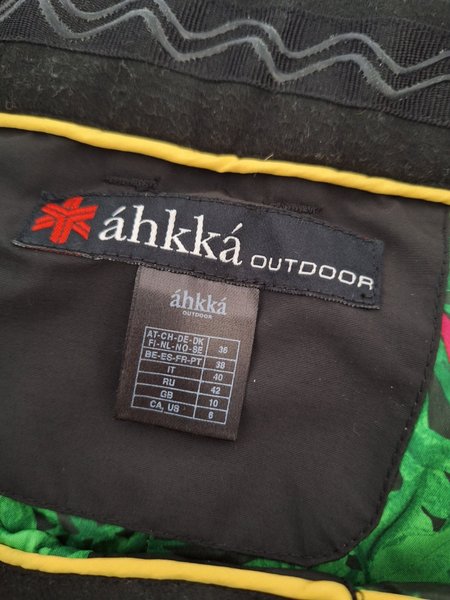 áhkká OUTDOOR
áhkká
OUTDOOR
AT-CH-DE-DK
FI-NL-NO-SE 36
BE-ES-FR-PT 38
IT 40
RU 42
GB 10
CA, US 6